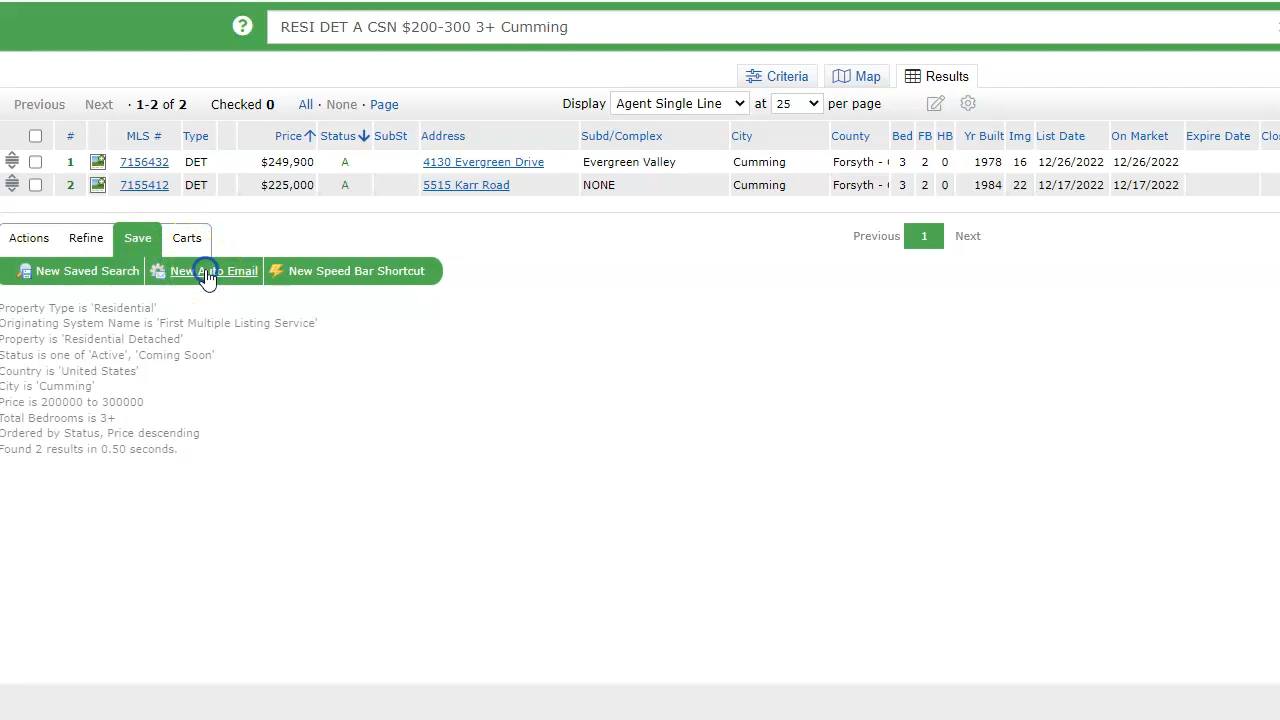 ? RESI DET A CSN $200-300 3+ Cumming
Criteria Map Results
Previous Next · 1-2 of 2 Checked 0 All · None · Page Display Agent Single Line at 25 per page
# MLS # Type Price Status SubSt Address Subd/Complex City County Bed FB HB Yr Built Img List Date On Market Expire Date Clo
1 7156432 DET $249,900 A 4130 Evergreen Drive Evergreen Valley Cumming Forsyth - 3 2 0 1978 16 12/26/2022 12/26/2022
2 7155412 DET $225,000 A 5515 Karr Road NONE Cumming Forsyth - 3 2 0 1984 22 12/17/2022 12/17/2022
Actions Refine Save Carts Previous 1 Next
New Saved Search New Auto Email New Speed Bar Shortcut
Property Type is 'Residential'
Originating System Name is 'First Multiple Listing Service'
Property is 'Residential Detached'
Status is one of 'Active', 'Coming Soon'
Country is 'United States'
City is 'Cumming'
Price is 200000 to 300000
Total Bedrooms is 3+
Ordered by Status, Price descending
Found 2 results in 0.50 seconds.